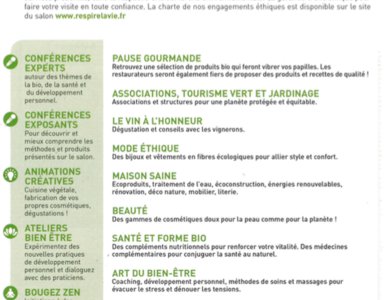 faire votre visite en toute confiance. La charte de nos engagements éthiques est disponible sur le site
du salon www.respirelavie.fr
CONFÉRENCES
EXPERTS
autour des thèmes de
la bio, de la santé et
du développement
personnel.
CONFÉRENCES
EXPOSANTS
Pour découvrir et
mieux comprendre les
méthodes et produits
présentés sur le salon.
ANIMATIONS
CRÉATIVES
Cuisine végétale,
fabrication de vos
propres cosmétiques,
dégustations !
ATELIERS
BIEN ÊTRE
Expérimentez des
nouvelles pratiques
de développement
personnel et dialoguez
avec des praticiens.
BOUGEZ ZEN
PAUSE GOURMANDE
Retrouvez une sélection de produits bio qui feront vibrer vos papilles. Les
restaurateurs seront également fiers de proposer des produits et recettes de qualité !
ASSOCIATIONS, TOURISME VERT ET JARDINAGE
Associations et structures pour une planète protégée et équitable.
LE VIN À L'HONNEUR
Dégustation et conseils avec les vignerons.
MODE ÉTHIQUE
Des bijoux et vêtements en fibres écologiques pour allier style et confort.
MAISON SAINE
Ecoproduits, traitement de l'eau, écoconstruction, énergies renouvelables,
rénovation, déco nature, mobilier, literie.
BEAUTÉ
Des gammes de cosmétiques doux pour la peau comme pour la planète !
SANTÉ ET FORME BIO
Des compléments nutritionnels pour renforcer votre vitalité. Des médecines
complémentaires pour conjuguer la santé au naturel.
ART DU BIEN-ÊTRE
Coaching, développement personnel, méthodes de soins et massages pour
évacuer le stress et dénouer les tensions.